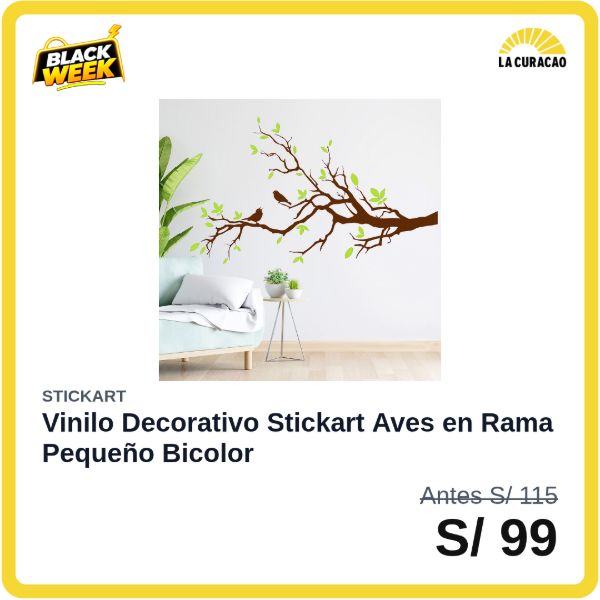 BLACK
WEEK
LA CURACAO
STICKART
Vinilo Decorativo Stickart Aves en Rama
Pequeño Bicolor
Antes S/ 115
S/ 99